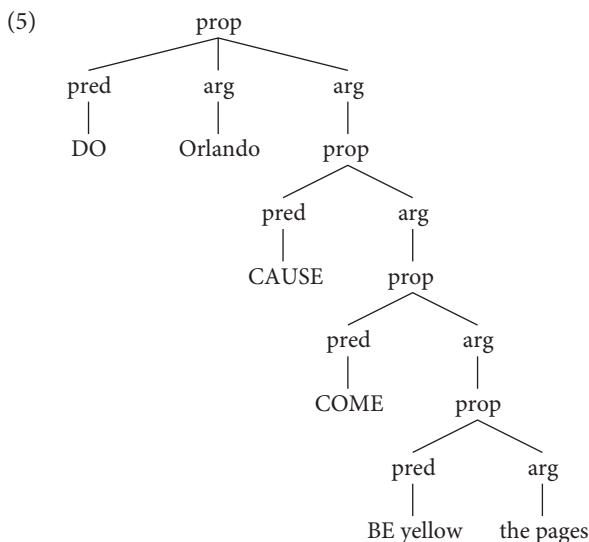 (5)
prop
pred arg arg
DO Orlando prop
pred arg
CAUSE prop
pred arg
COME prop
pred arg
BE yellow the pages